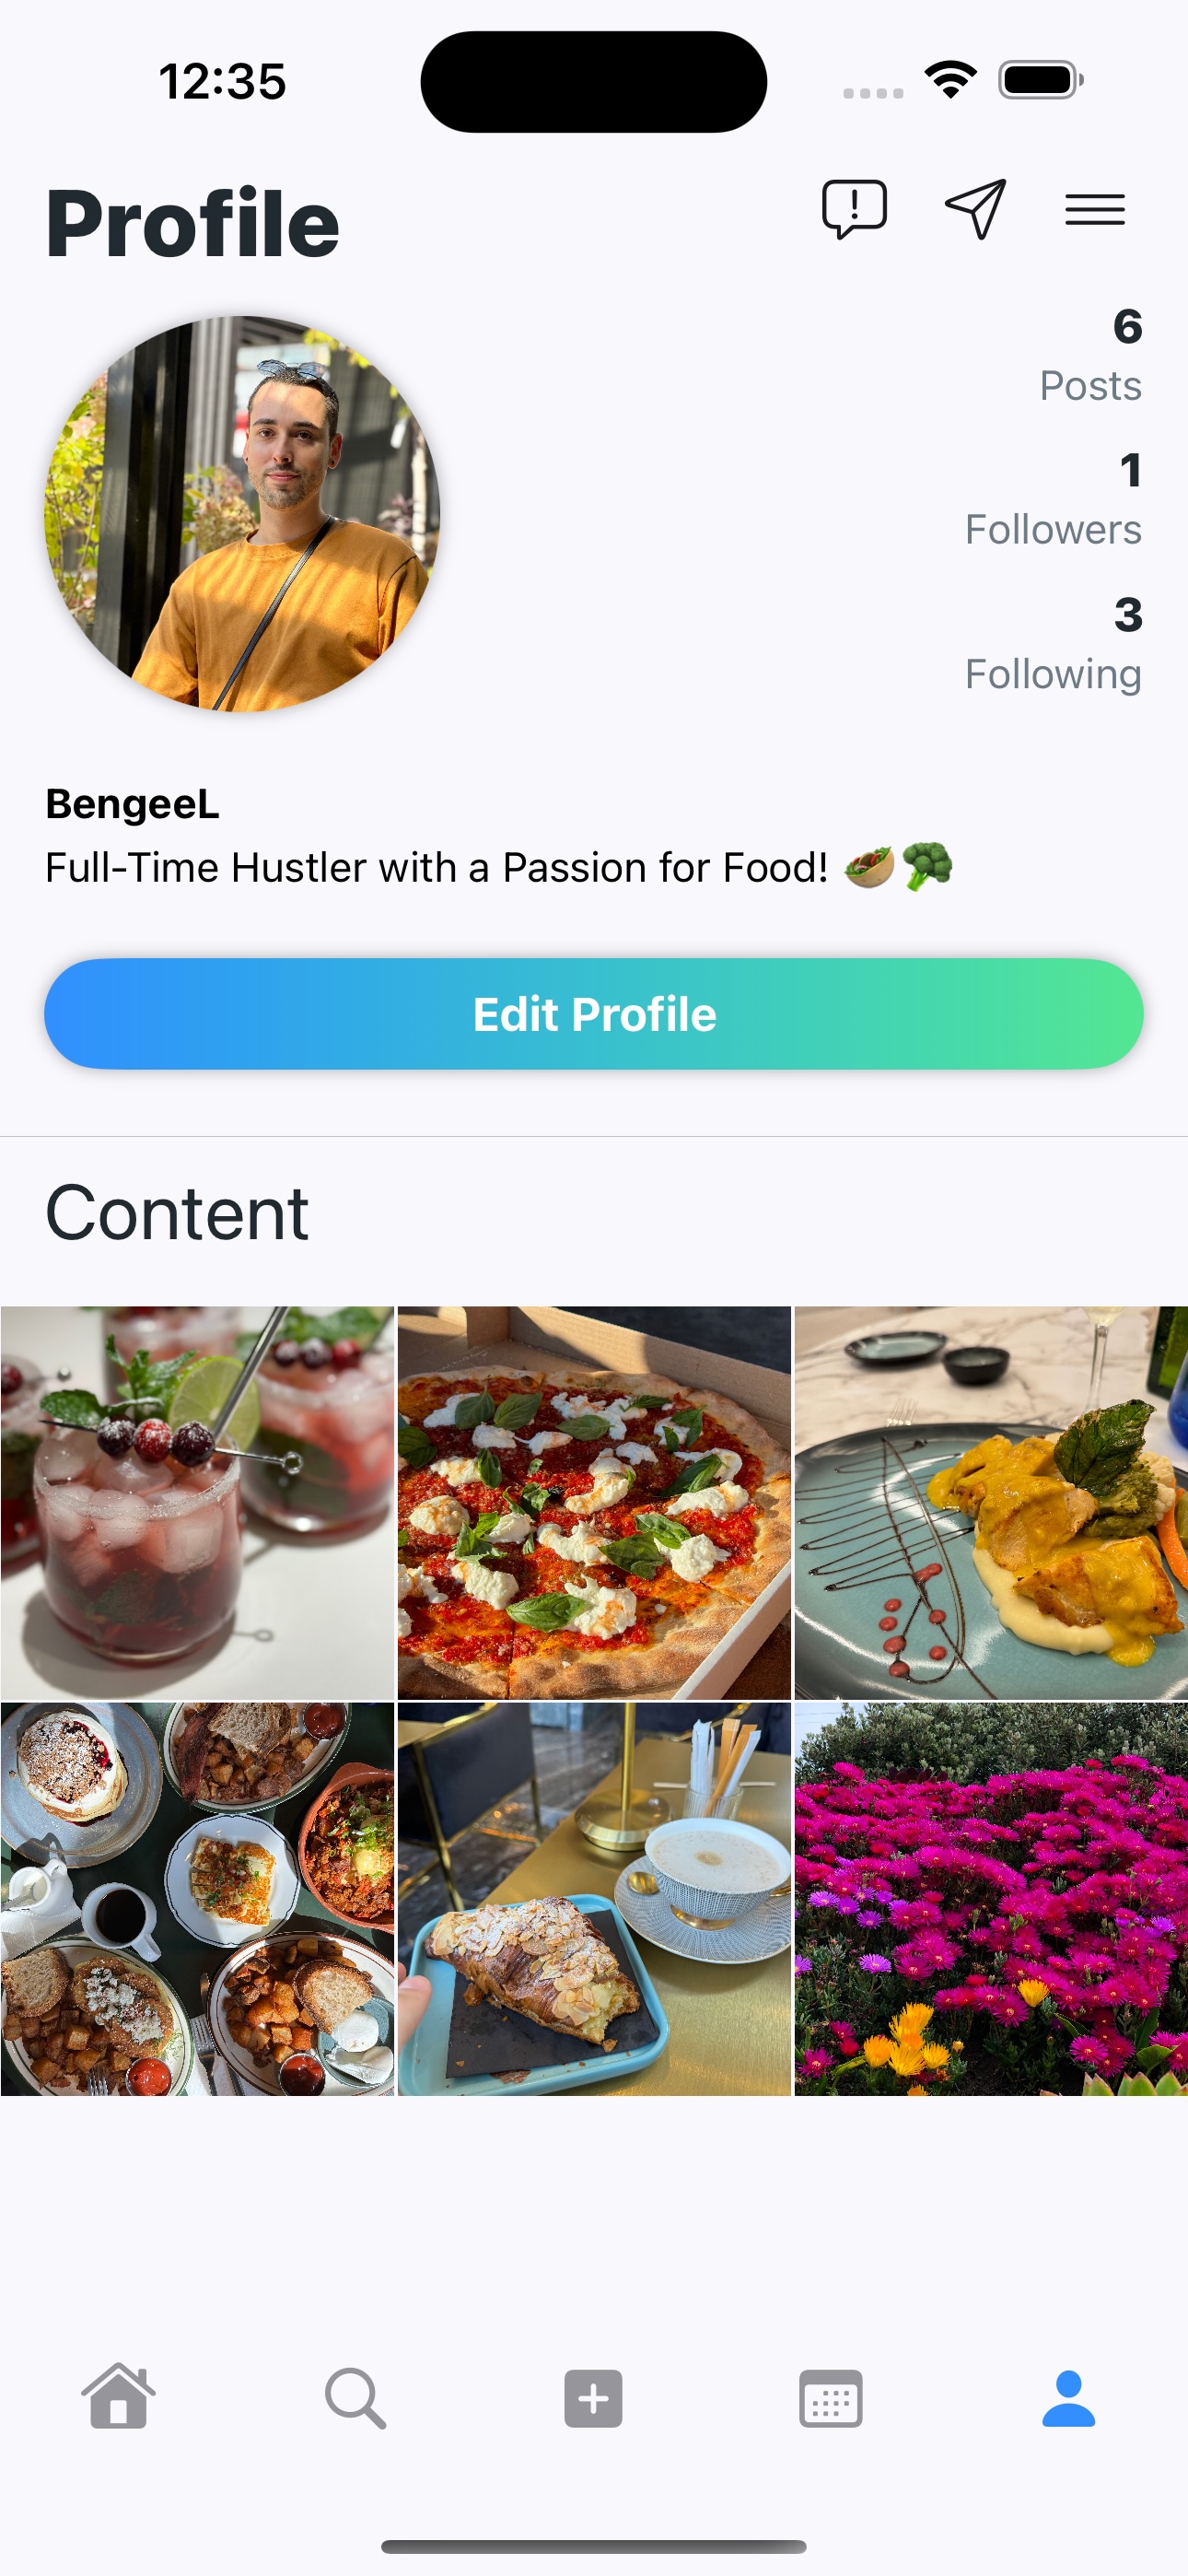 12:35
Profile
6
Posts
1
Followers
3
Following
BengeeL
Full-Time Hustler with a Passion for Food! 🥙🥦
Edit Profile
Content